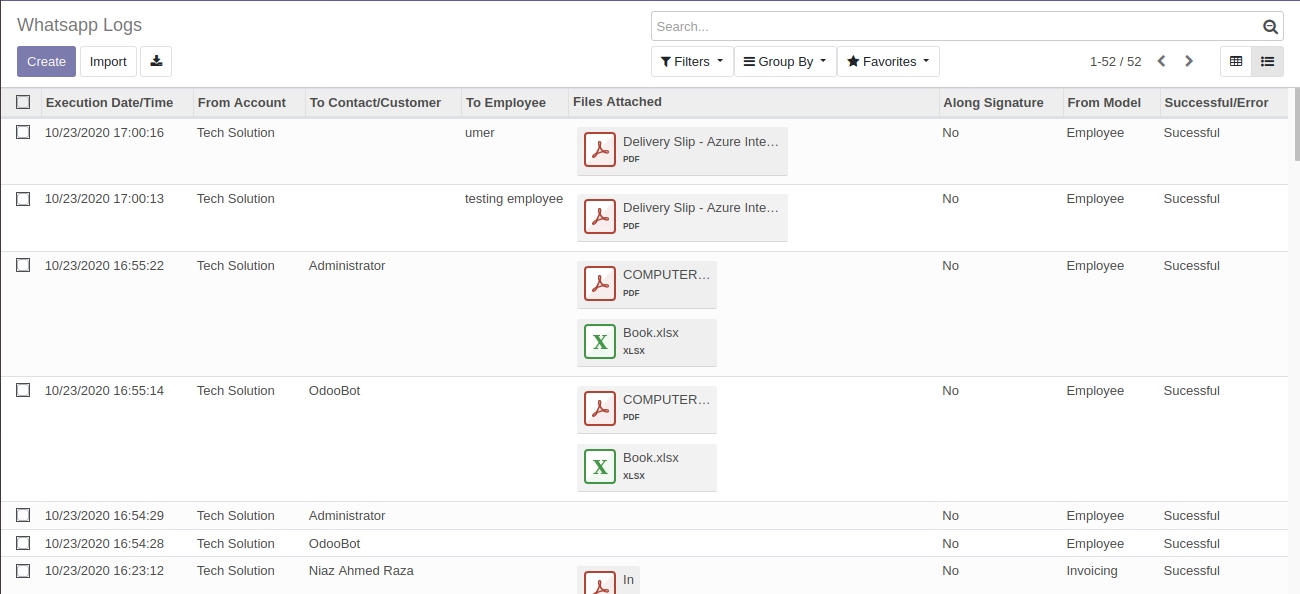 Whatsapp Logs
Search...
Create Import Filters Group By Favorites 1-52 / 52
Execution Date/Time From Account To Contact/Customer To Employee Files Attached Along Signature From Model Successful/Error
10/23/2020 17:00:16 Tech Solution umer Delivery Slip - Azure Inte... No Employee Sucessful
PDF
10/23/2020 17:00:13 Tech Solution testing employee Delivery Slip - Azure Inte... No Employee Sucessful
PDF
10/23/2020 16:55:22 Tech Solution Administrator COMPUTER... No Employee Sucessful
PDF
Book.xlsx
XLSX
10/23/2020 16:55:14 Tech Solution OdooBot COMPUTER... No Employee Sucessful
PDF
Book.xlsx
XLSX
10/23/2020 16:54:29 Tech Solution Administrator No Employee Sucessful
10/23/2020 16:54:28 Tech Solution OdooBot No Employee Sucessful
10/23/2020 16:23:12 Tech Solution Niaz Ahmed Raza In No Invoicing Sucessful